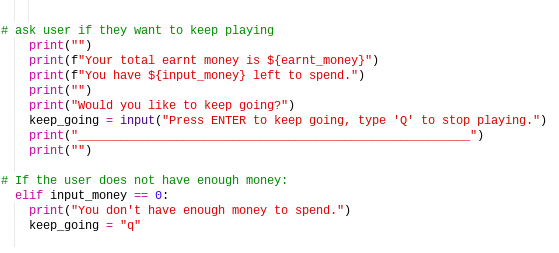 # ask user if they want to keep playing
    print("")
    print(f"Your total earnt money is ${earnt_money}")
    print(f"You have ${input_money} left to spend.")
    print("")
    print("Would you like to keep going?")
    keep_going = input("Press ENTER to keep going, type 'Q' to stop playing.")
    print("________________________________________________________")
    print("")
# If the user does not have enough money:
  elif input_money == 0:
    print("You don't have enough money to spend.")
    keep_going = "q"